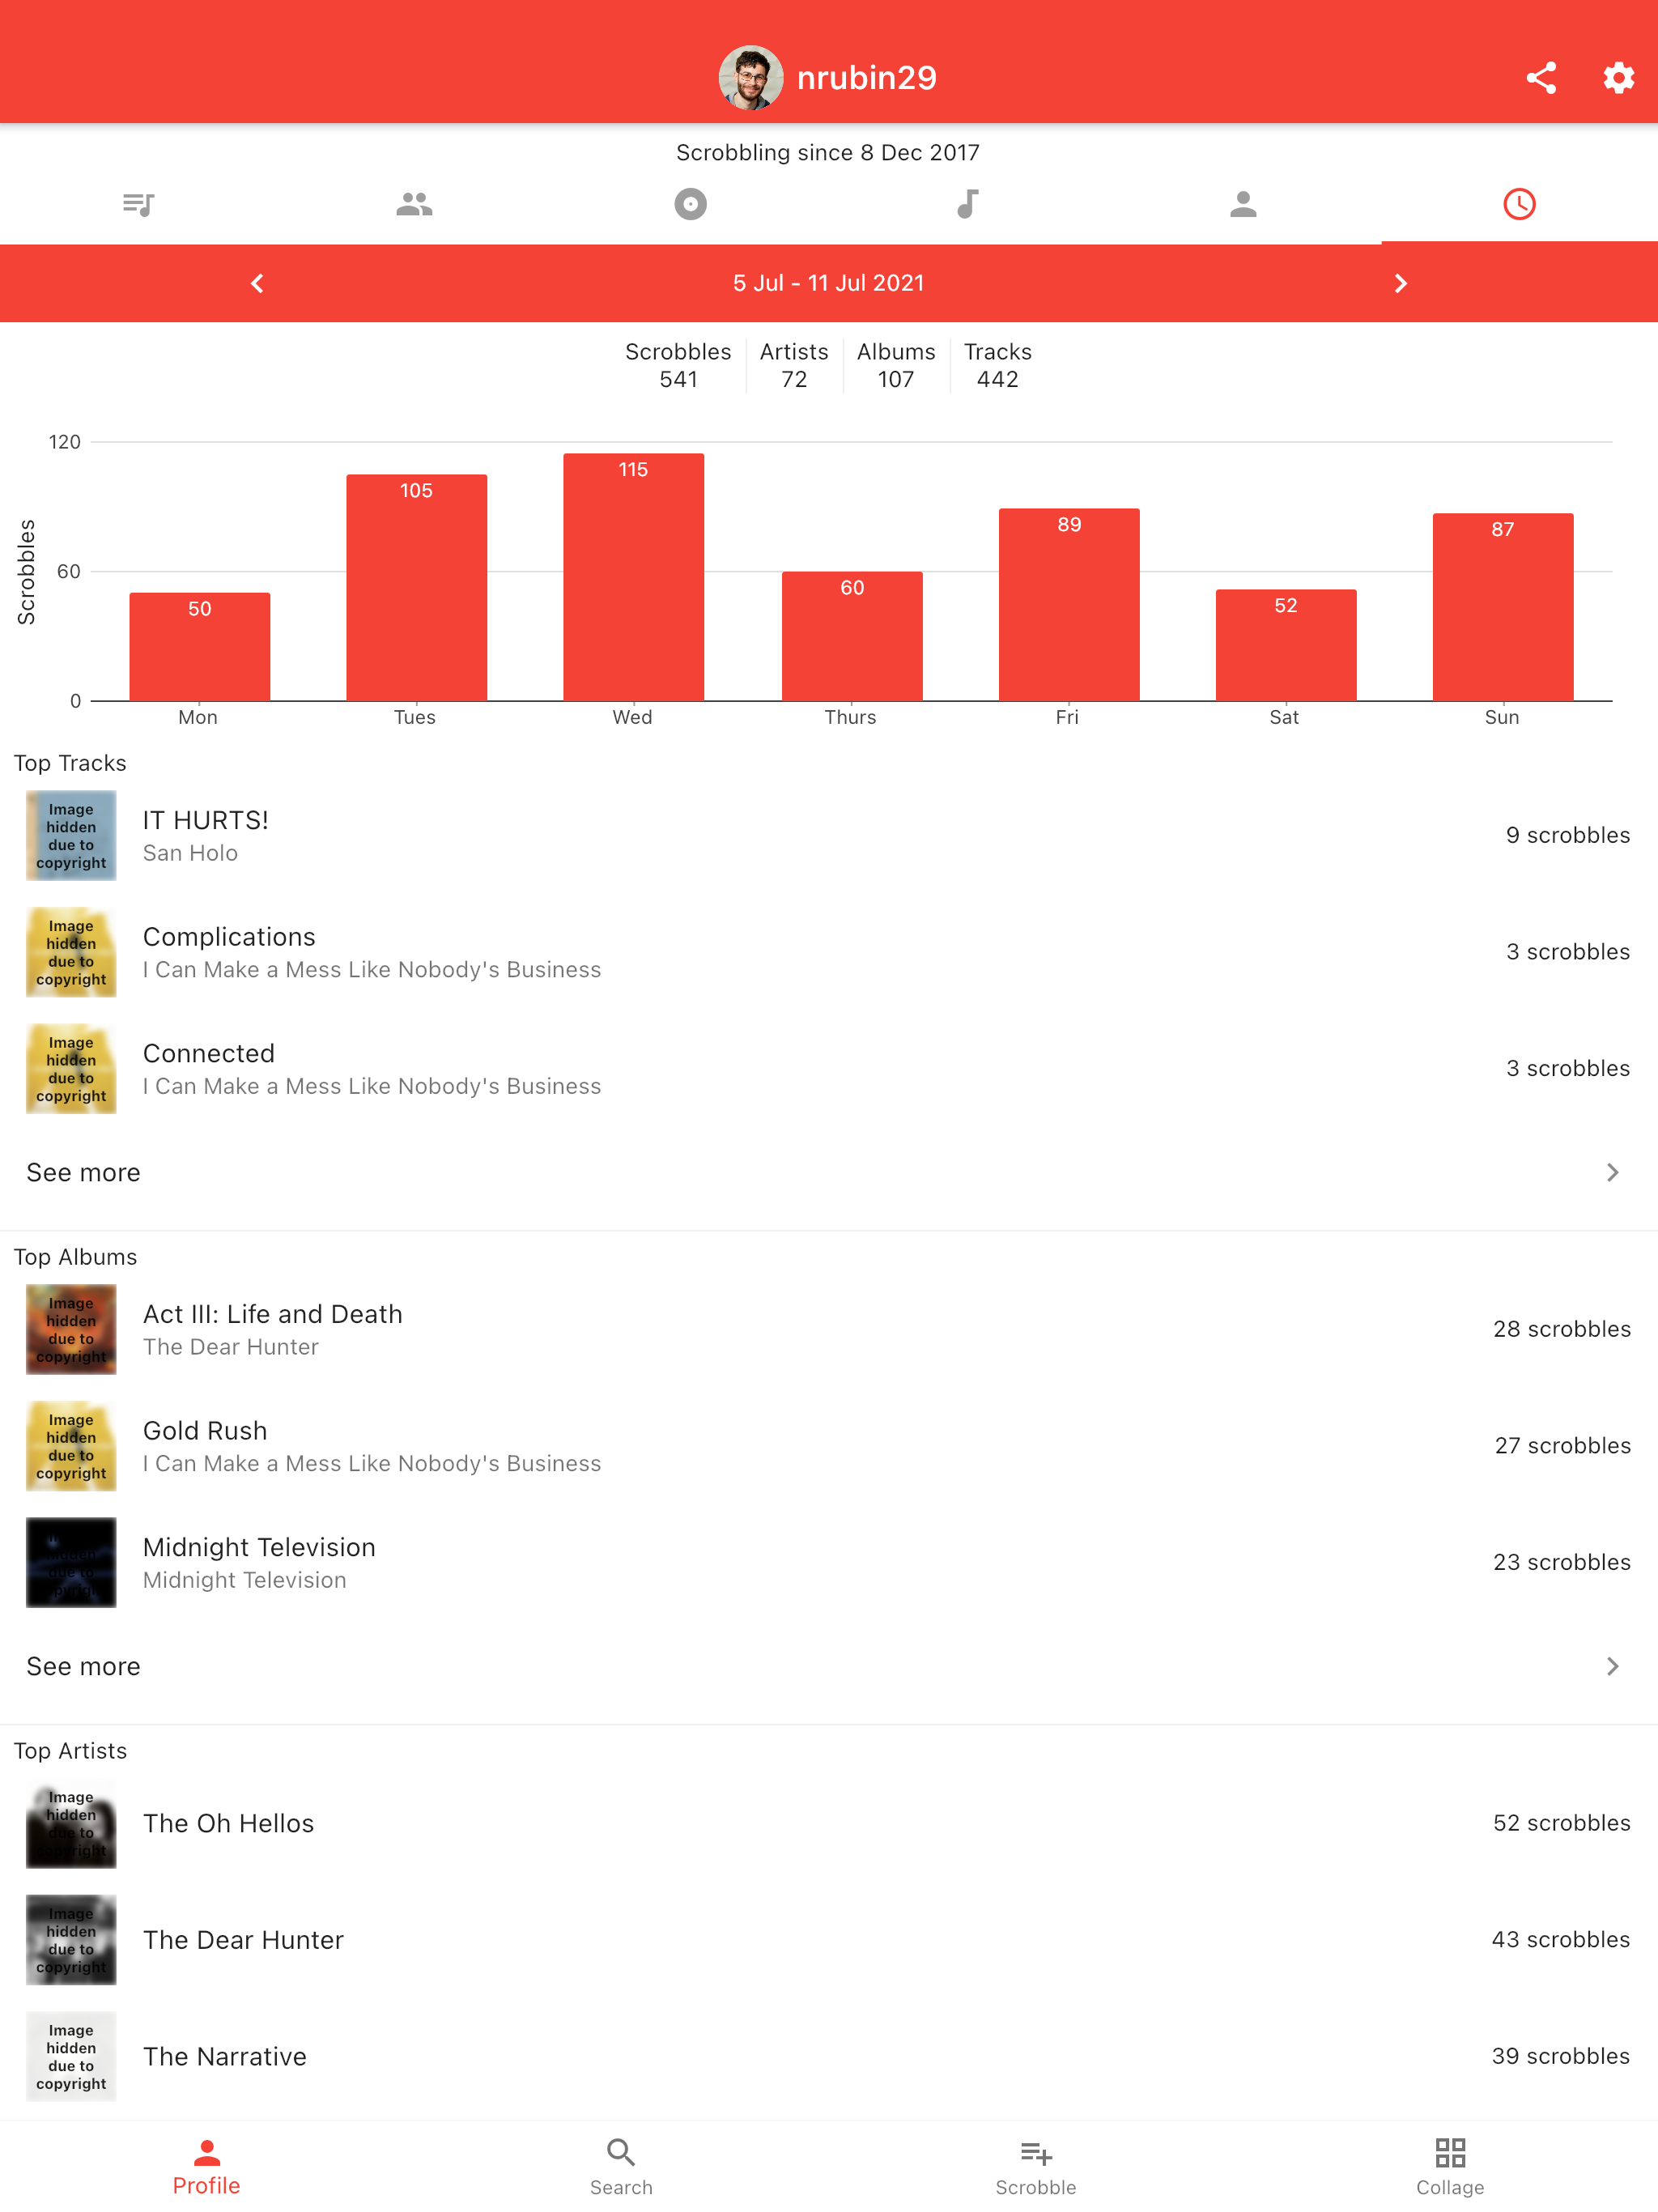 nrubin29
Scrobbling since 8 Dec 2017
5 Jul - 11 Jul 2021
Scrobbles Artists Albums Tracks
541 72 107 442
Scrobbles
120
60
0
50
105
115
60
89
52
87
Mon Tues Wed Thurs Fri Sat Sun
Top Tracks
Image
hidden
due to
copyright
IT HURTS!
San Holo
9 scrobbles
Image
hidden
due to
copyright
Complications
I Can Make a Mess Like Nobody's Business
3 scrobbles
Image
hidden
due to
copyright
Connected
I Can Make a Mess Like Nobody's Business
3 scrobbles
See more
Top Albums
Image
hidden
due to
copyright
Act III: Life and Death
The Dear Hunter
28 scrobbles
Image
hidden
due to
copyright
Gold Rush
I Can Make a Mess Like Nobody's Business
27 scrobbles
hidden
due to
Midnight Television
Midnight Television
23 scrobbles
See more
Top Artists
Image
hidden
due to
copyright
The Oh Hellos
52 scrobbles
Image
hidden
due to
copyright
The Dear Hunter
43 scrobbles
Image
hidden
due to
copyright
The Narrative
39 scrobbles
Profile
Search
Scrobble
Collage